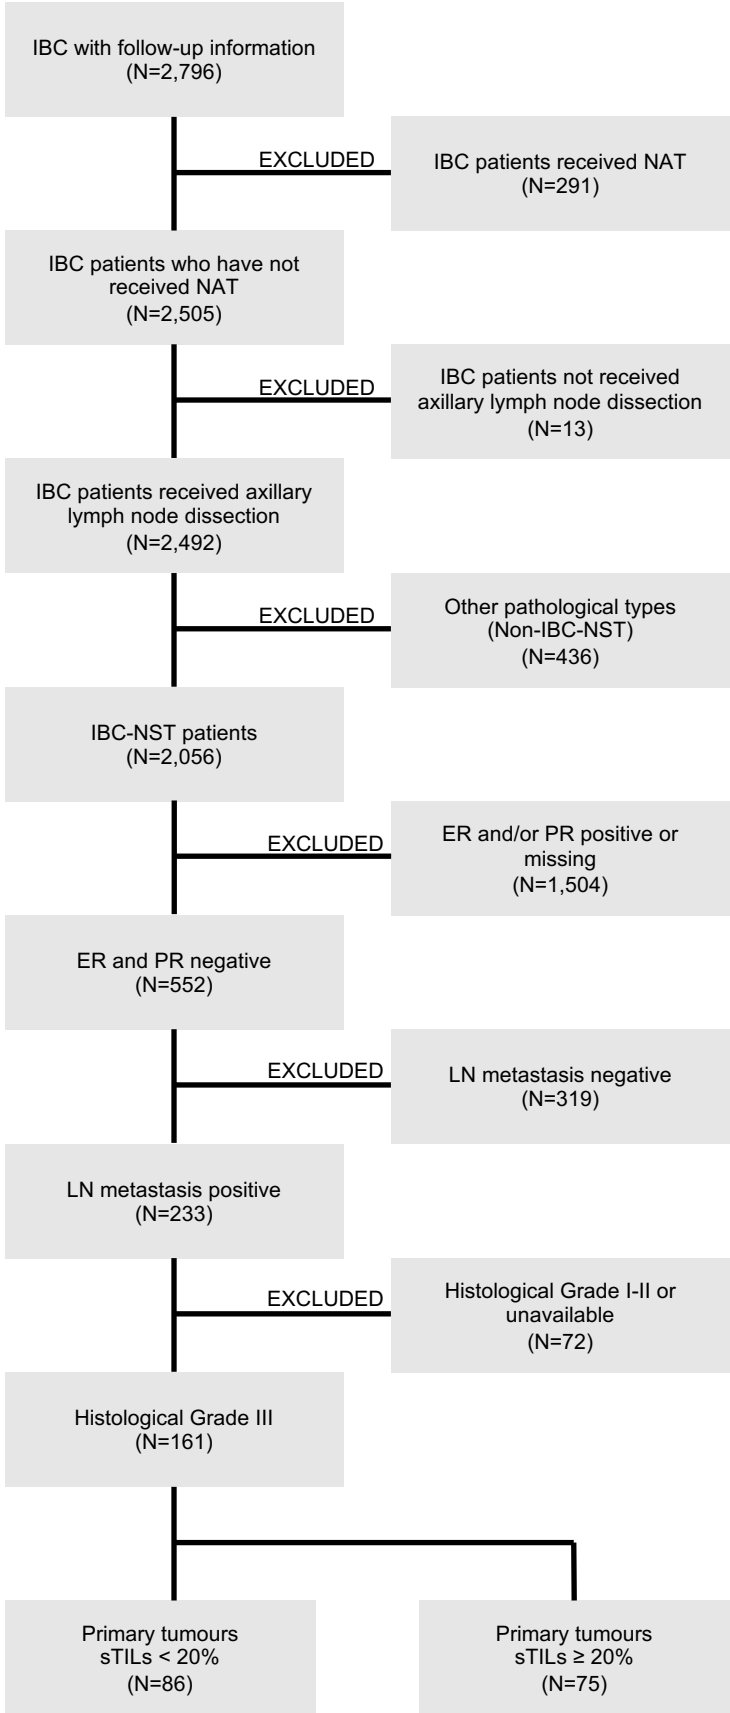 IBC with follow-up information
(N=2,796)
EXCLUDED
IBC patients received NAT
(N=291)
IBC patients who have not
received NAT
(N=2,505)
EXCLUDED
IBC patients not received
axillary lymph node dissection
(N=13)
IBC patients received axillary
lymph node dissection
(N=2,492)
EXCLUDED
Other pathological types
(Non-IBC-NST)
(N=436)
IBC-NST patients
(N=2,056)
EXCLUDED
ER and/or PR positive or
missing
(N=1,504)
ER and PR negative
(N=552)
EXCLUDED
LN metastasis negative
(N=319)
LN metastasis positive
(N=233)
EXCLUDED
Histological Grade I-II or
unavailable
(N=72)
Histological Grade III
(N=161)
Primary tumours
sTILs < 20%
(N=86)
Primary tumours
sTILs ≥ 20%
(N=75)